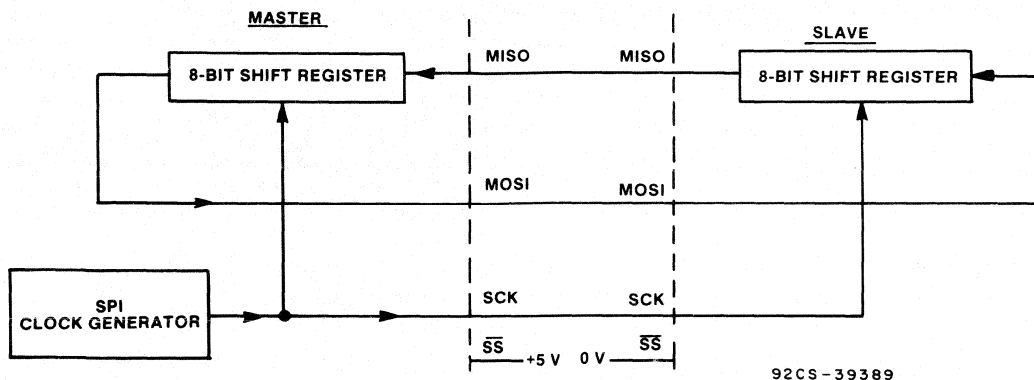 MASTER
SLAVE
8-BIT SHIFT REGISTER
MISO
MISO
8-BIT SHIFT REGISTER
MOSI
MOSI
SPI
CLOCK GENERATOR
SCK
SCK
SS
+5 V
0 V
SS
92CS-39389